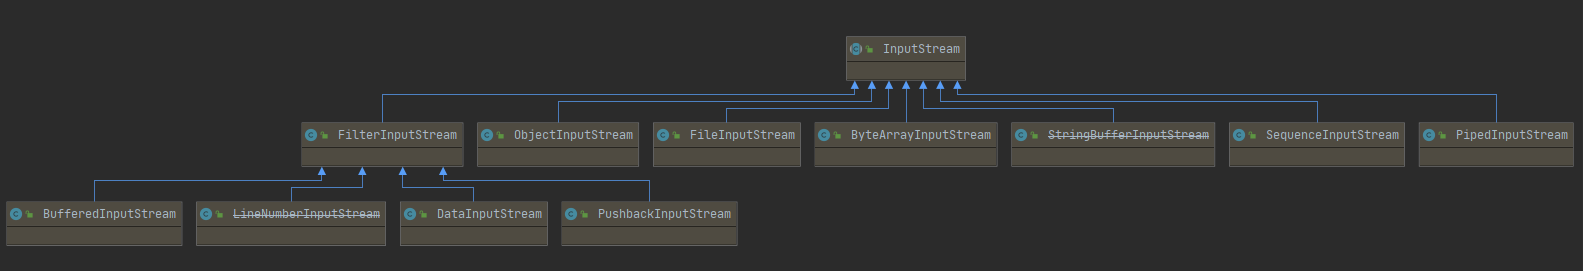 InputStream
FilterInputStream
ObjectInputStream
FileInputStream
ByteArrayInputStream
StringBufferInputStream
SequenceInputStream
PipedInputStream
BufferedInputStream
LineNumberInputStream
DataInputStream
PushbackInputStream